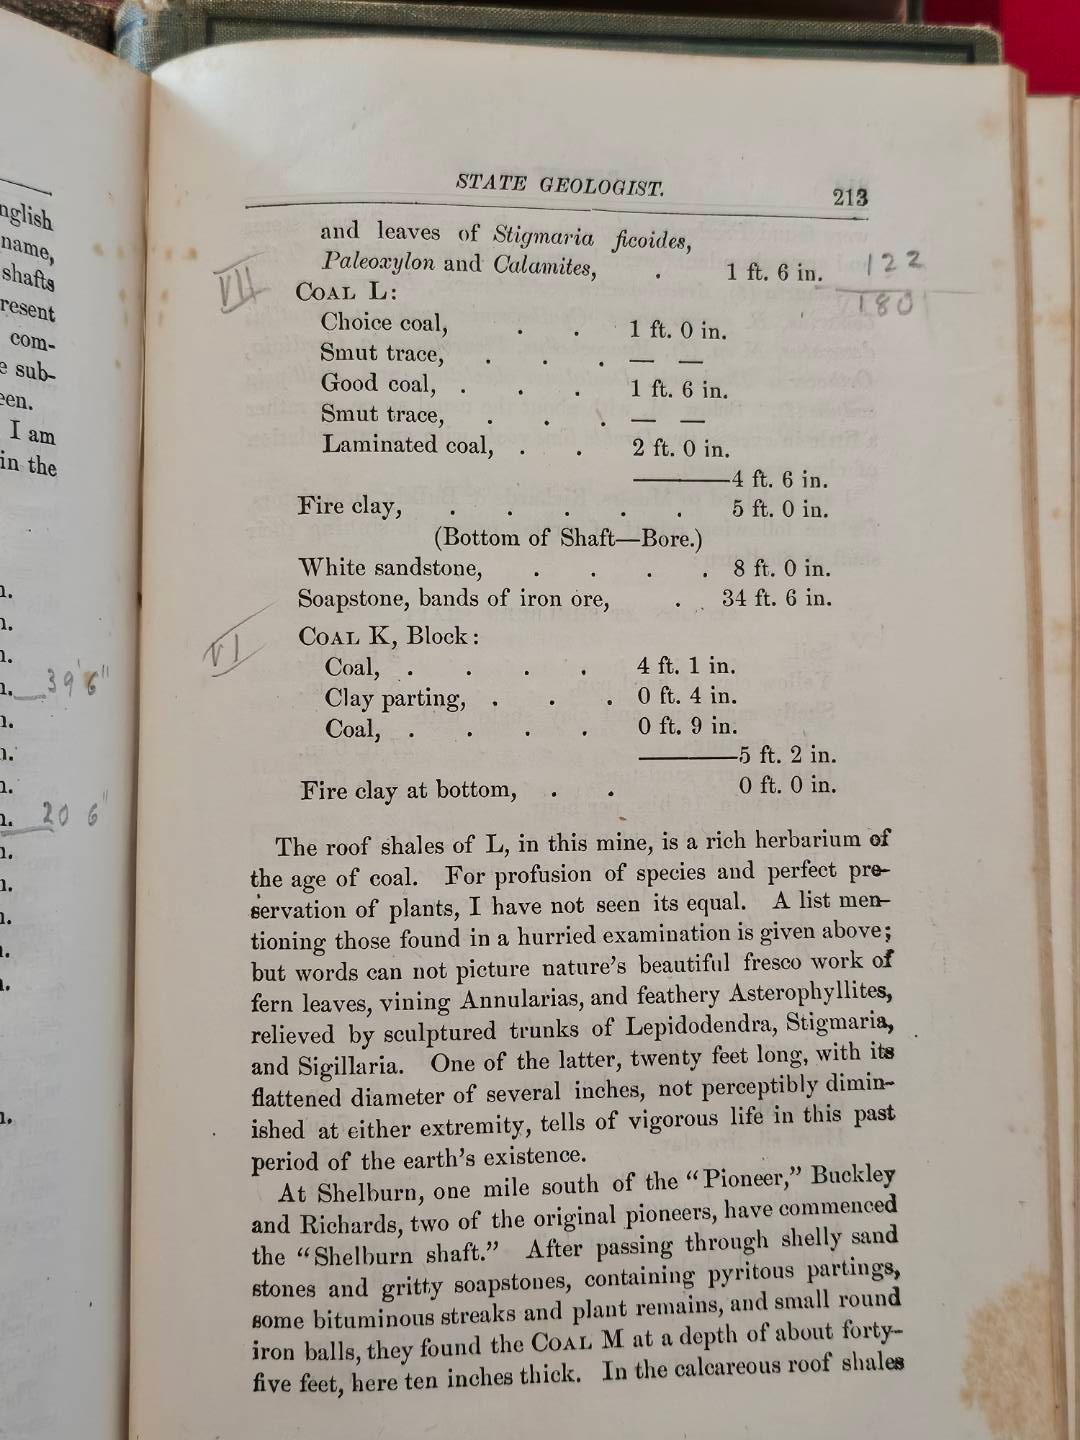 nglish
name,
shafts
resent
com-
e sub-
een.
I am
in the
n.
n.
n.
n. 39' 6"
n.
n.
n.
n. 20 6"
n.
n.
n.
n.
n.
n.
STATE GEOLOGIST. 213
and leaves of Stigmaria ficoides,
Paleoxylon and Calamites, . 1 ft. 6 in. 122
VII 180
COAL L:
Choice coal, . . 1 ft. 0 in.
Smut trace, . . . — —
Good coal, . . . 1 ft. 6 in.
Smut trace, . . . — —
Laminated coal, . . 2 ft. 0 in.
———4 ft. 6 in.
Fire clay, . . . . . 5 ft. 0 in.
(Bottom of Shaft—Bore.)
White sandstone, . . . . 8 ft. 0 in.
Soapstone, bands of iron ore, . . 34 ft. 6 in.
VI COAL K, Block:
Coal, . . . . 4 ft. 1 in.
Clay parting, . . . 0 ft. 4 in.
Coal, . . . . 0 ft. 9 in.
———5 ft. 2 in.
Fire clay at bottom, . . 0 ft. 0 in.
The roof shales of L, in this mine, is a rich herbarium of
the age of coal. For profusion of species and perfect pre-
servation of plants, I have not seen its equal. A list men-
tioning those found in a hurried examination is given above;
but words can not picture nature's beautiful fresco work of
fern leaves, vining Annularias, and feathery Asterophyllites,
relieved by sculptured trunks of Lepidodendra, Stigmaria,
and Sigillaria. One of the latter, twenty feet long, with its
flattened diameter of several inches, not perceptibly dimin-
ished at either extremity, tells of vigorous life in this past
period of the earth's existence.
At Shelburn, one mile south of the "Pioneer," Buckley
and Richards, two of the original pioneers, have commenced
the "Shelburn shaft." After passing through shelly sand
stones and gritty soapstones, containing pyritous partings,
some bituminous streaks and plant remains, and small round
iron balls, they found the COAL M at a depth of about forty-
five feet, here ten inches thick. In the calcareous roof shales